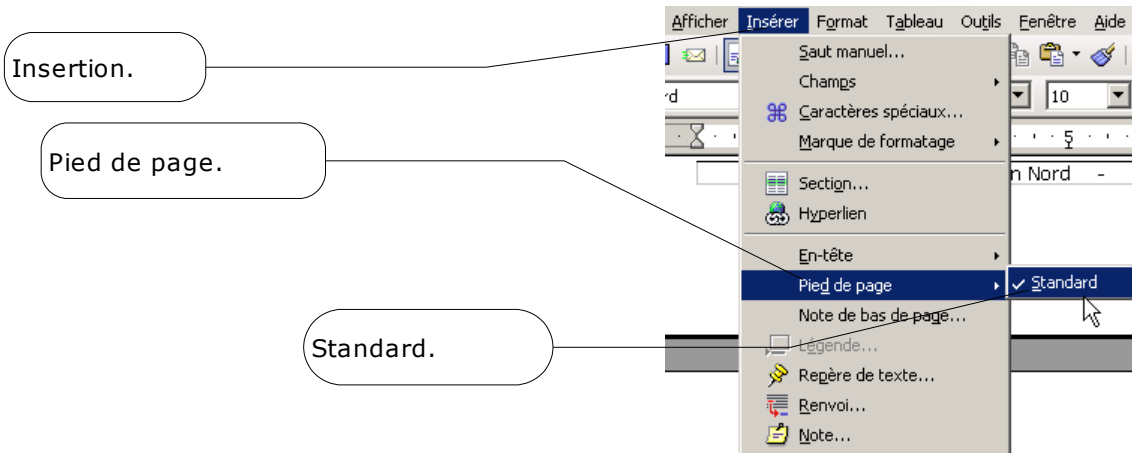 Afficher Insérer Format Tableau Outils Fenêtre Aide
Insertion.
Saut manuel...
Champs
10
Caractères spéciaux...
Marque de formatage
5
Pied de page.
n Nord -
Section...
Hyperlien
En-tête
Pied de page
Standard
Note de bas de page...
Standard.
Légende...
Repère de texte...
Renvoi...
Note...